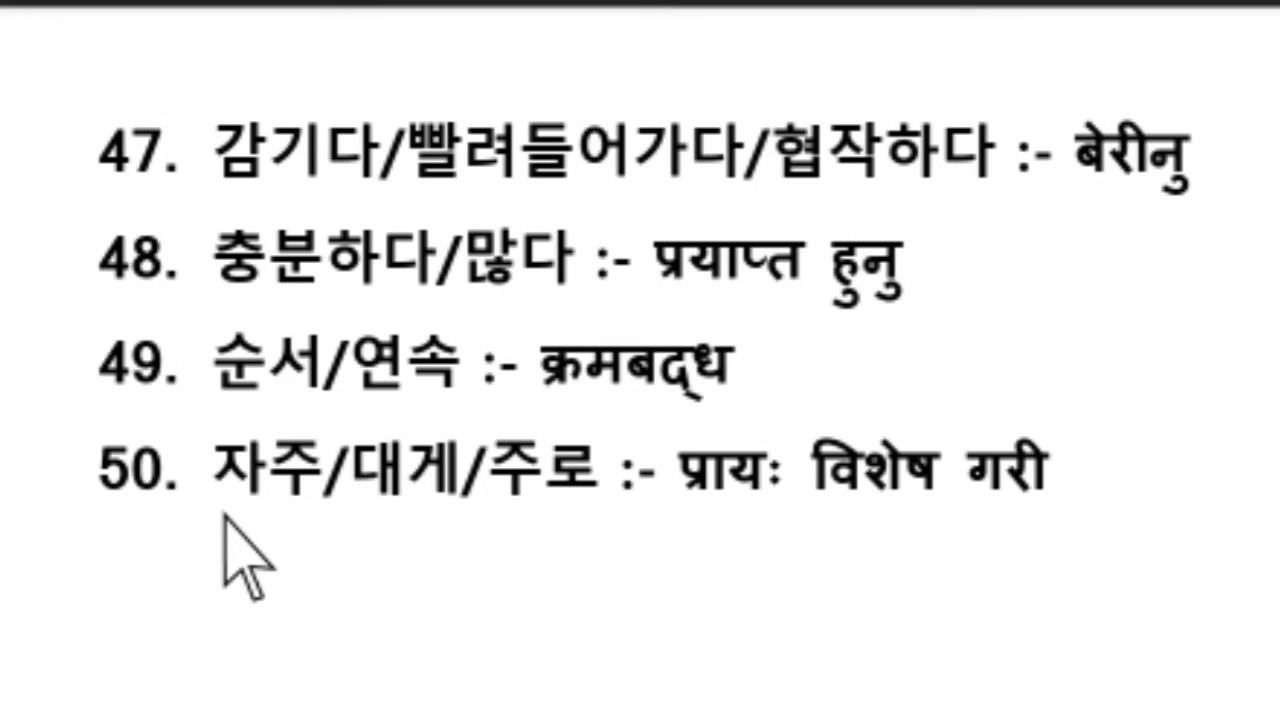 47. 감기다/빨려들어가다/협작하다 :- बेरीनु
48. 충분하다/많다 :- प्रयाप्त हुनु
49. 순서/연속 :- क्रमबद्ध
50. 자주/대게/주로 :- प्रायः विशेष गरी